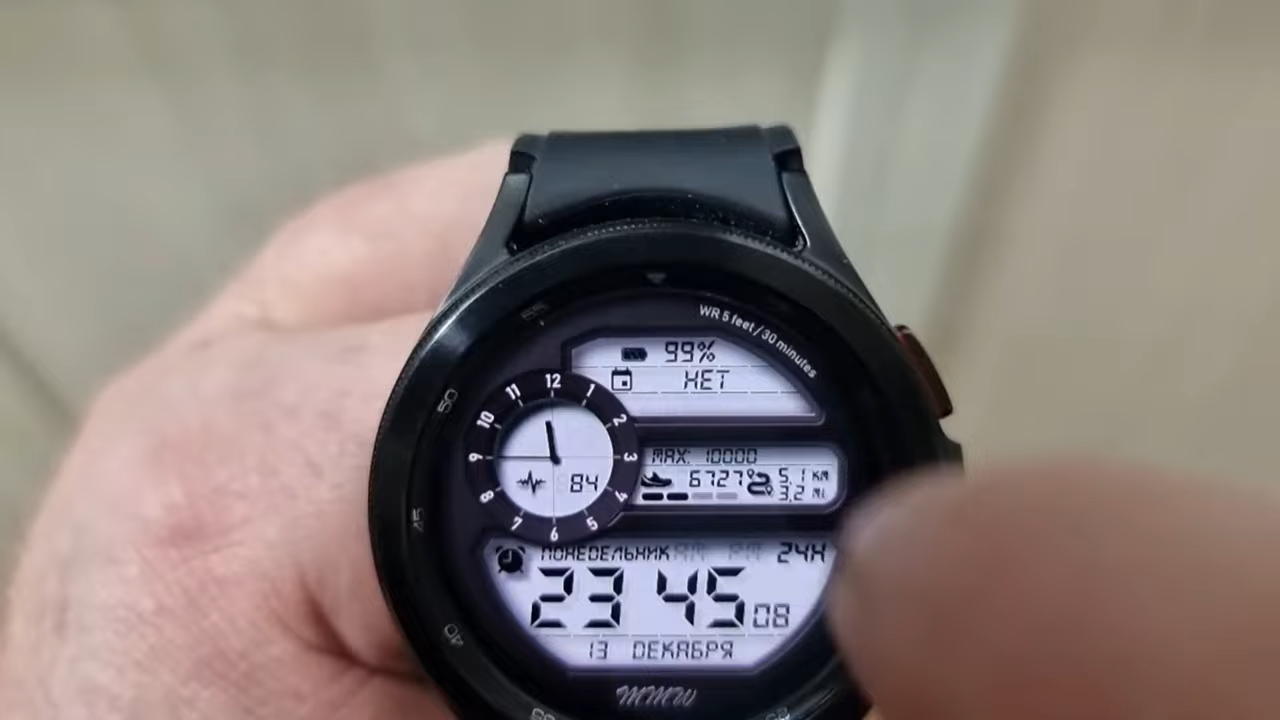 WR 5 feet / 30 minutes
99%
НЕТ
12
1
2
3
4
5
6
7
8
9
10
11
84
MAX: 10000
6727
5.1 KM
3.2 MI
ПОНЕДЕЛЬНИК AM PM 24H
23 45 08
13 ДЕКАБРЯ
MMW
55
50
45
40